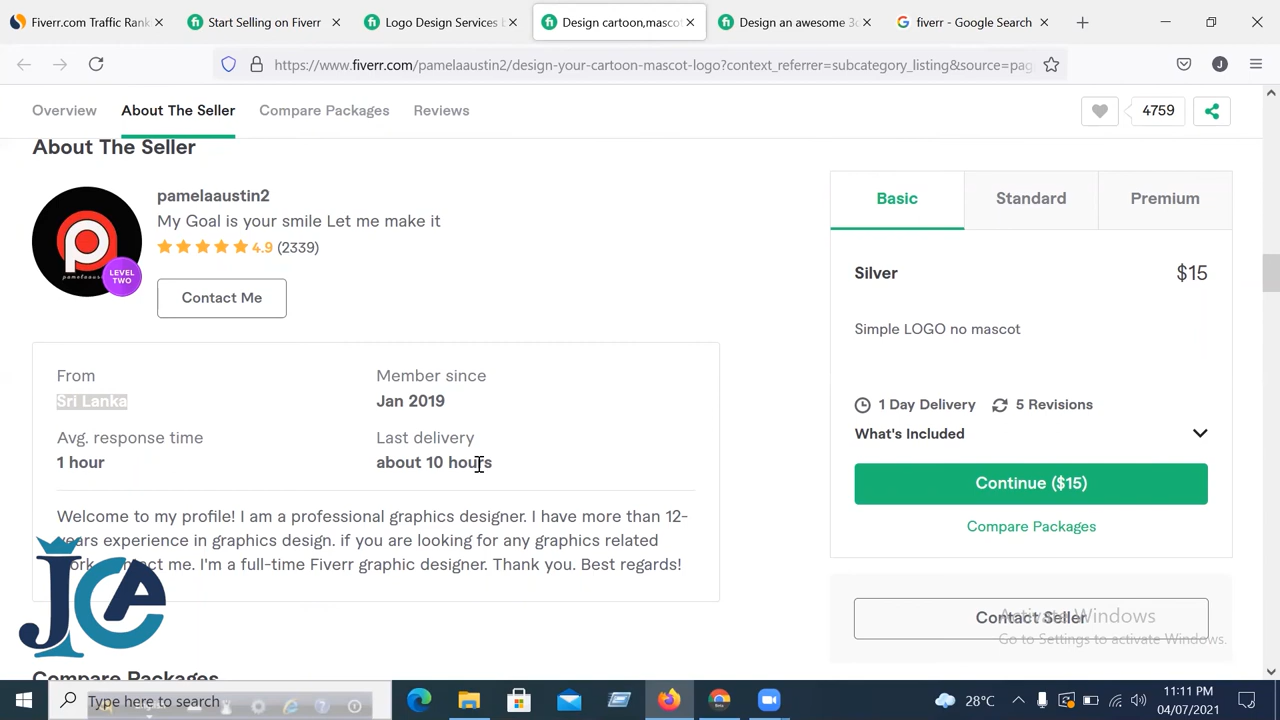 Fiverr.com Traffic Rank
Start Selling on Fiverr
Logo Design Services b
Design cartoon,masco
Design an awesome 3d
fiverr - Google Search
https://www.fiverr.com/pamelaaustin2/design-your-cartoon-mascot-logo?context_referrer=subcategory_listing&source=pag
J
Overview
About The Seller
Compare Packages
Reviews
4759
About The Seller
pamelaaustin2
My Goal is your smile Let me make it
4.9 (2339)
LEVEL
TWO
Contact Me
From
Sri Lanka
Member since
Jan 2019
Avg. response time
1 hour
Last delivery
about 10 hours
Welcome to my profile! I am a professional graphics designer. I have more than 12-
years experience in graphics design. if you are looking for any graphics related
me. I'm a full-time Fiverr graphic designer. Thank you. Best regards!
JCA
Compare Packages
Basic
Standard
Premium
Silver
$15
Simple LOGO no mascot
1 Day Delivery
5 Revisions
What's Included
Continue ($15)
Compare Packages
Contact Seller
Activate Windows
Go to Settings to activate Windows.
Type here to search
28°C
11:11 PM
04/07/2021